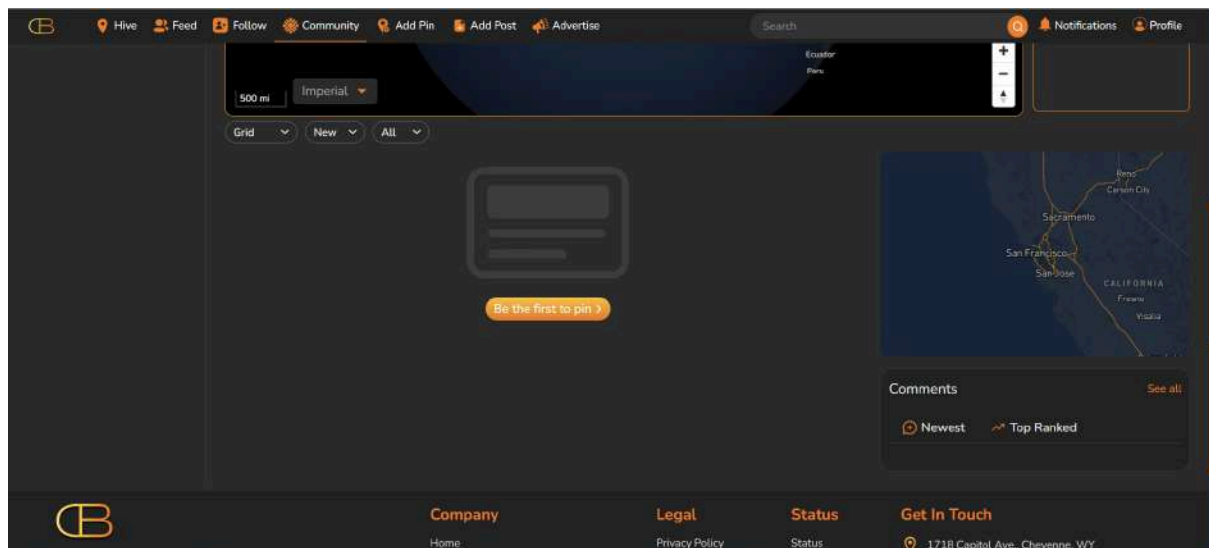 Hive Feed Follow Community Add Pin Add Post Advertise Search Notifications Profile
Ecuador
Peru
500 mi
Imperial
Grid New All
Reno
Carson City
Sacramento
San Francisco
San Jose
CALIFORNIA
Fresno
Visalia
Be the first to pin >
Comments See all
Newest Top Ranked
Company Legal Status Get In Touch
Home Privacy Policy Status 1718 Capitol Ave, Cheyenne, WY